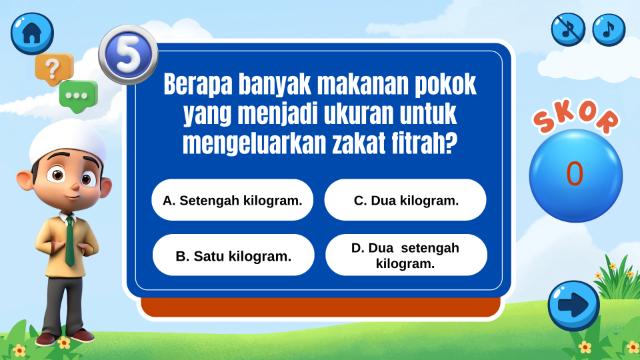 5
Berapa banyak makanan pokok
yang menjadi ukuran untuk
mengeluarkan zakat fitrah?
A. Setengah kilogram.
C. Dua kilogram.
B. Satu kilogram.
D. Dua setengah
kilogram.
SKOR
0
?